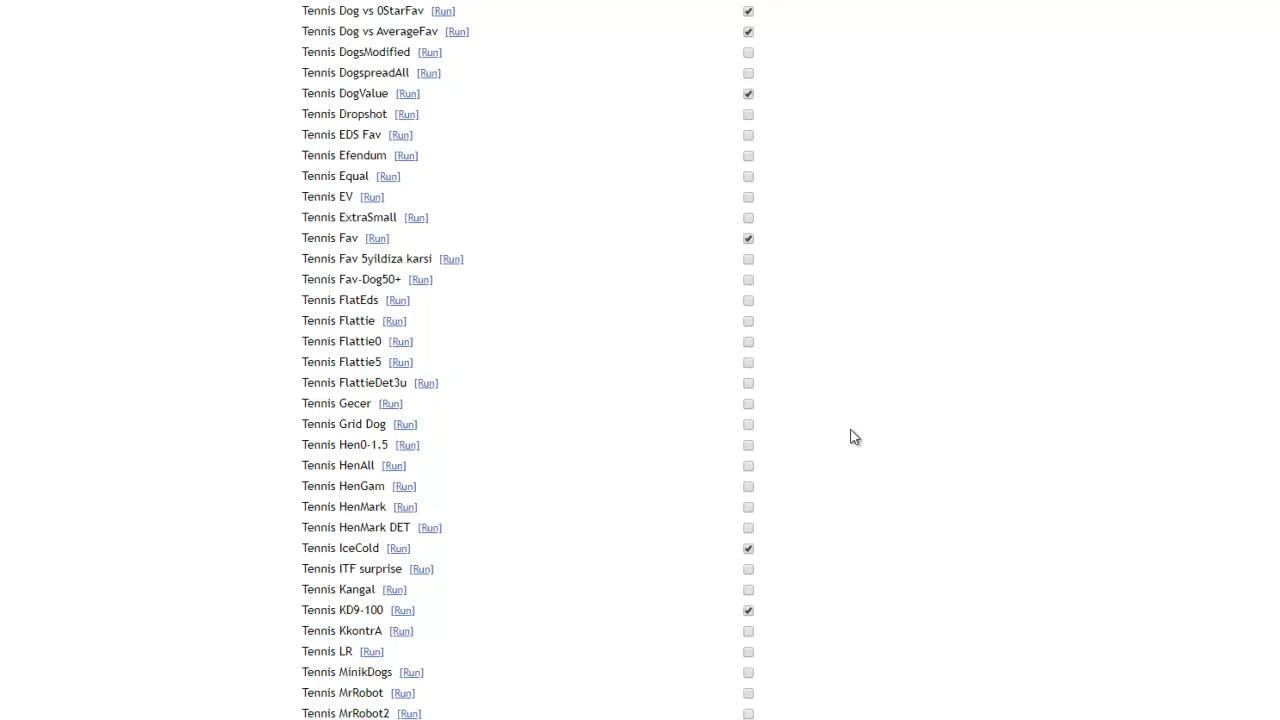 Tennis Dog vs 0StarFav [Run]
Tennis Dog vs AverageFav [Run]
Tennis DogsModified [Run]
Tennis DogspreadAll [Run]
Tennis DogValue [Run]
Tennis Dropshot [Run]
Tennis EDS Fav [Run]
Tennis Efendum [Run]
Tennis Equal [Run]
Tennis EV [Run]
Tennis ExtraSmall [Run]
Tennis Fav [Run]
Tennis Fav 5yildiza karsi [Run]
Tennis Fav-Dog50+ [Run]
Tennis FlatEds [Run]
Tennis Flattie [Run]
Tennis Flattie0 [Run]
Tennis Flattie5 [Run]
Tennis FlattieDet3u [Run]
Tennis Gecer [Run]
Tennis Grid Dog [Run]
Tennis Hen0-1.5 [Run]
Tennis HenAll [Run]
Tennis HenGam [Run]
Tennis HenMark [Run]
Tennis HenMark DET [Run]
Tennis IceCold [Run]
Tennis ITF surprise [Run]
Tennis Kangal [Run]
Tennis KD9-100 [Run]
Tennis KkontrA [Run]
Tennis LR [Run]
Tennis MinikDogs [Run]
Tennis MrRobot [Run]
Tennis MrRobot2 [Run]